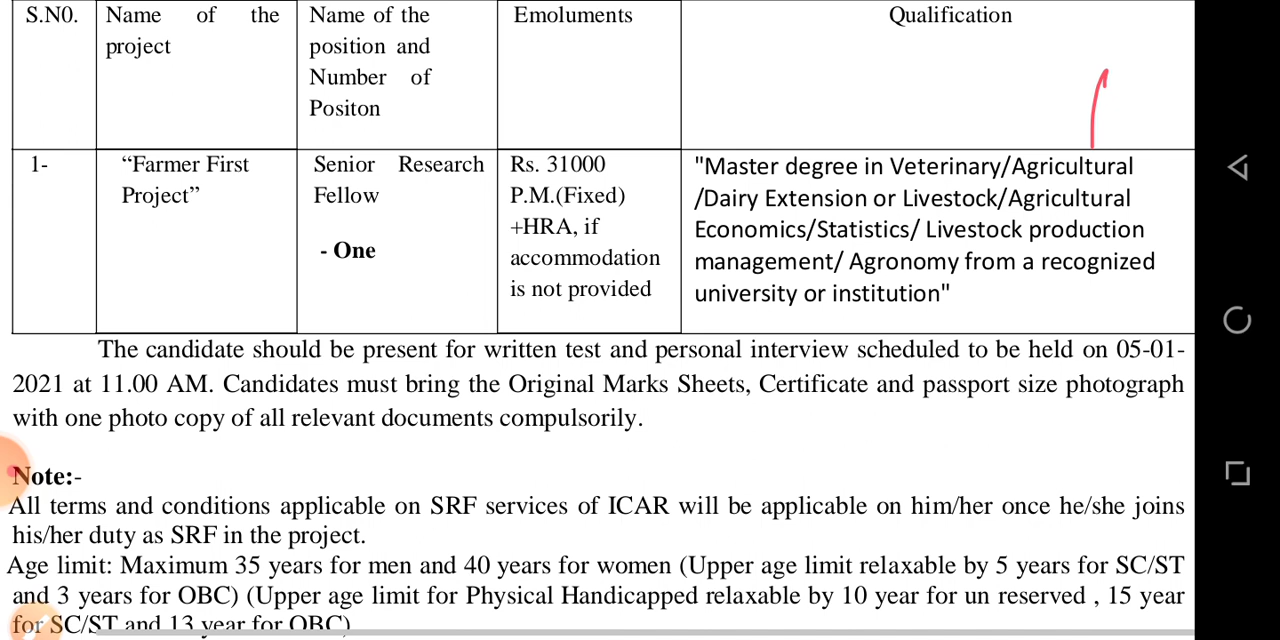 S.N0.
Name of the
project
Name of the
position and
Number of
Positon
Emoluments
Qualification
1-
“Farmer First
Project”
Senior Research
Fellow
- One
Rs. 31000
P.M.(Fixed)
+HRA, if
accommodation
is not provided
"Master degree in Veterinary/Agricultural
/Dairy Extension or Livestock/Agricultural
Economics/Statistics/ Livestock production
management/ Agronomy from a recognized
university or institution"
The candidate should be present for written test and personal interview scheduled to be held on 05-01-
2021 at 11.00 AM. Candidates must bring the Original Marks Sheets, Certificate and passport size photograph
with one photo copy of all relevant documents compulsorily.
Note:-
All terms and conditions applicable on SRF services of ICAR will be applicable on him/her once he/she joins
his/her duty as SRF in the project.
Age limit: Maximum 35 years for men and 40 years for women (Upper age limit relaxable by 5 years for SC/ST
and 3 years for OBC) (Upper age limit for Physical Handicapped relaxable by 10 year for un reserved , 15 year
for SC/ST and 13 year for OBC)